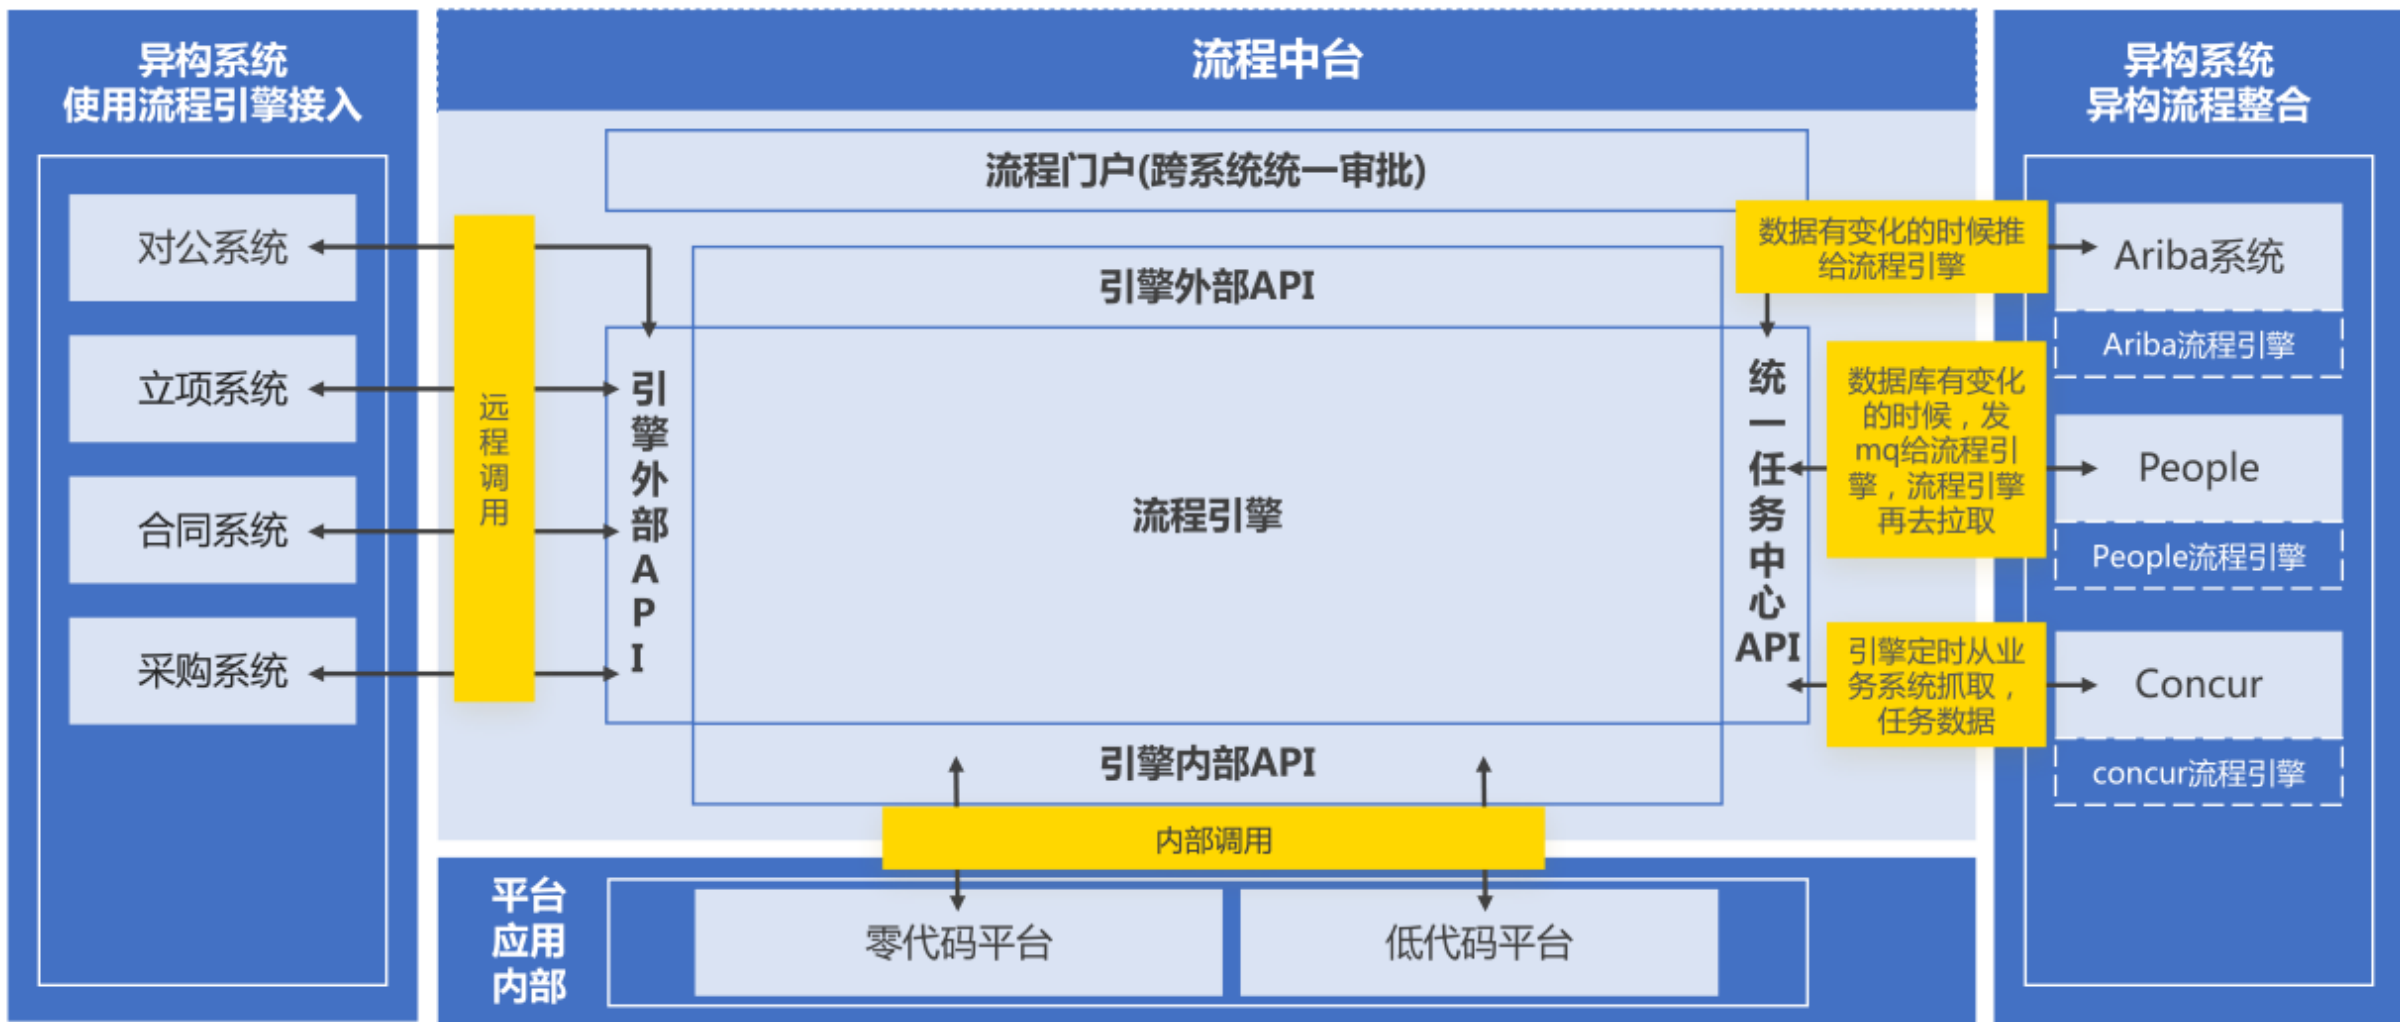 异构系统
使用流程引擎接入
对公系统
立项系统
合同系统
采购系统
远程调用
流程中台
流程门户(跨系统统一审批)
引擎外部API
引擎外部API
流程引擎
统一任务中心API
引擎内部API
内部调用
数据有变化的时候推
给流程引擎
数据库有变化
的时候，发
mq给流程引
擎，流程引擎
再去拉取
引擎定时从业
务系统抓取，
任务数据
异构系统
异构流程整合
Ariba系统
Ariba流程引擎
People
People流程引擎
Concur
concur流程引擎
平台
应用
内部
零代码平台
低代码平台